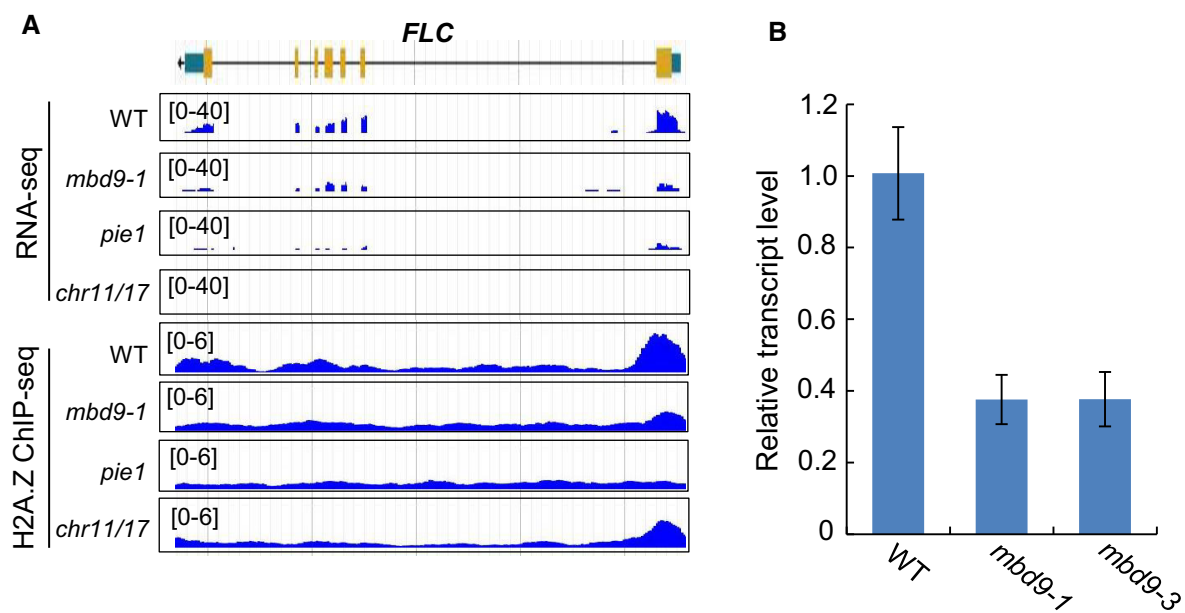 A
FLC
RNA-seq
WT
[0-40]
mbd9-1
[0-40]
pie1
[0-40]
chr11/17
[0-40]
H2A.Z ChIP-seq
WT
[0-6]
mbd9-1
[0-6]
pie1
[0-6]
chr11/17
[0-6]
B
Relative transcript level
1.2
1.0
0.8
0.6
0.4
0.2
0
WT
mbd9-1
mbd9-3